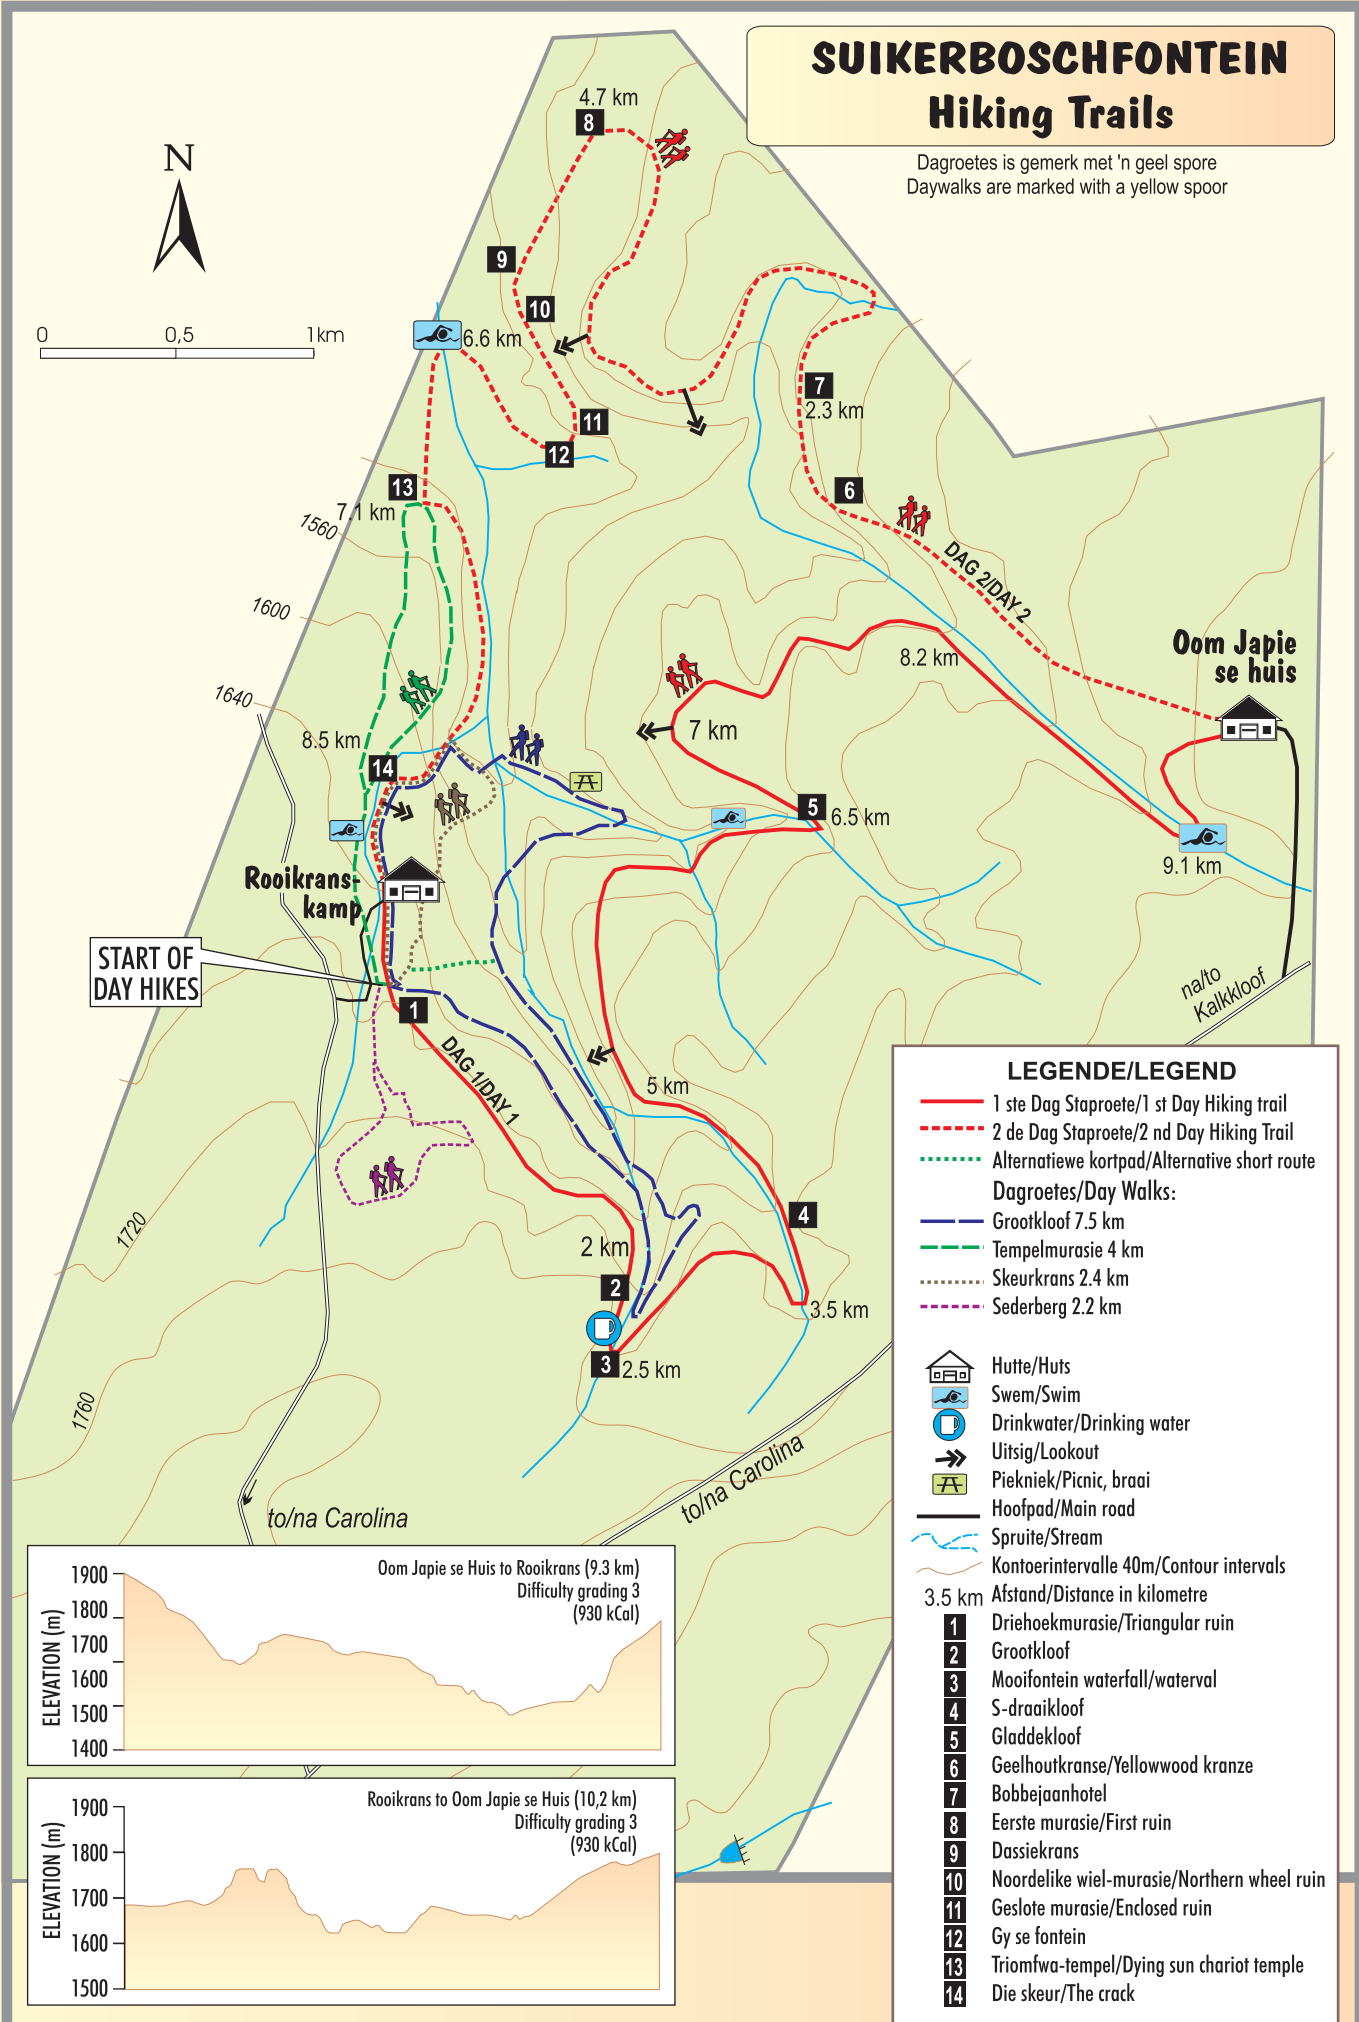 SUIKERBOSCHFONTEIN
Hiking Trails
Dagroetes is gemerk met 'n geel spore
Daywalks are marked with a yellow spoor
N
0
0,5
1km
4.7 km
8
9
10
6.6 km
11
12
7
2.3 km
6
13
7.1 km
1560
1600
1640
DAG 2/DAY 2
Oom Japie
se huis
8.2 km
7 km
8.5 km
14
5
6.5 km
9.1 km
Rooikrans-
kamp
START OF
DAY HIKES
1
DAG 1/DAY 1
na/to
Kalkkloof
5 km
4
2 km
2
3.5 km
3
2.5 km
1720
1760
to/na Carolina
to/na Carolina
LEGENDE/LEGEND
1 ste Dag Staproete/1 st Day Hiking trail
2 de Dag Staproete/2 nd Day Hiking Trail
Alternatiewe kortpad/Alternative short route
Dagroetes/Day Walks:
Grootkloof 7.5 km
Tempelmurasie 4 km
Skeurkrans 2.4 km
Sederberg 2.2 km
Hutte/Huts
Swem/Swim
Drinkwater/Drinking water
Uitsig/Lookout
Piekniek/Picnic, braai
Hoofpad/Main road
Spruite/Stream
Kontoerintervalle 40m/Contour intervals
3.5 km Afstand/Distance in kilometre
1 Driehoekmurasie/Triangular ruin
2 Grootkloof
3 Mooifontein waterfall/waterval
4 S-draaikloof
5 Gladdekloof
6 Geelhoutkranse/Yellowwood kranze
7 Bobbejaanhotel
8 Eerste murasie/First ruin
9 Dassiekrans
10 Noordelike wiel-murasie/Northern wheel ruin
11 Geslote murasie/Enclosed ruin
12 Gy se fontein
13 Triomfwa-tempel/Dying sun chariot temple
14 Die skeur/The crack
Oom Japie se Huis to Rooikrans (9.3 km)
Difficulty grading 3
(930 kCal)
ELEVATION (m)
1900
1800
1700
1600
1500
1400
Rooikrans to Oom Japie se Huis (10,2 km)
Difficulty grading 3
(930 kCal)
ELEVATION (m)
1900
1800
1700
1600
1500